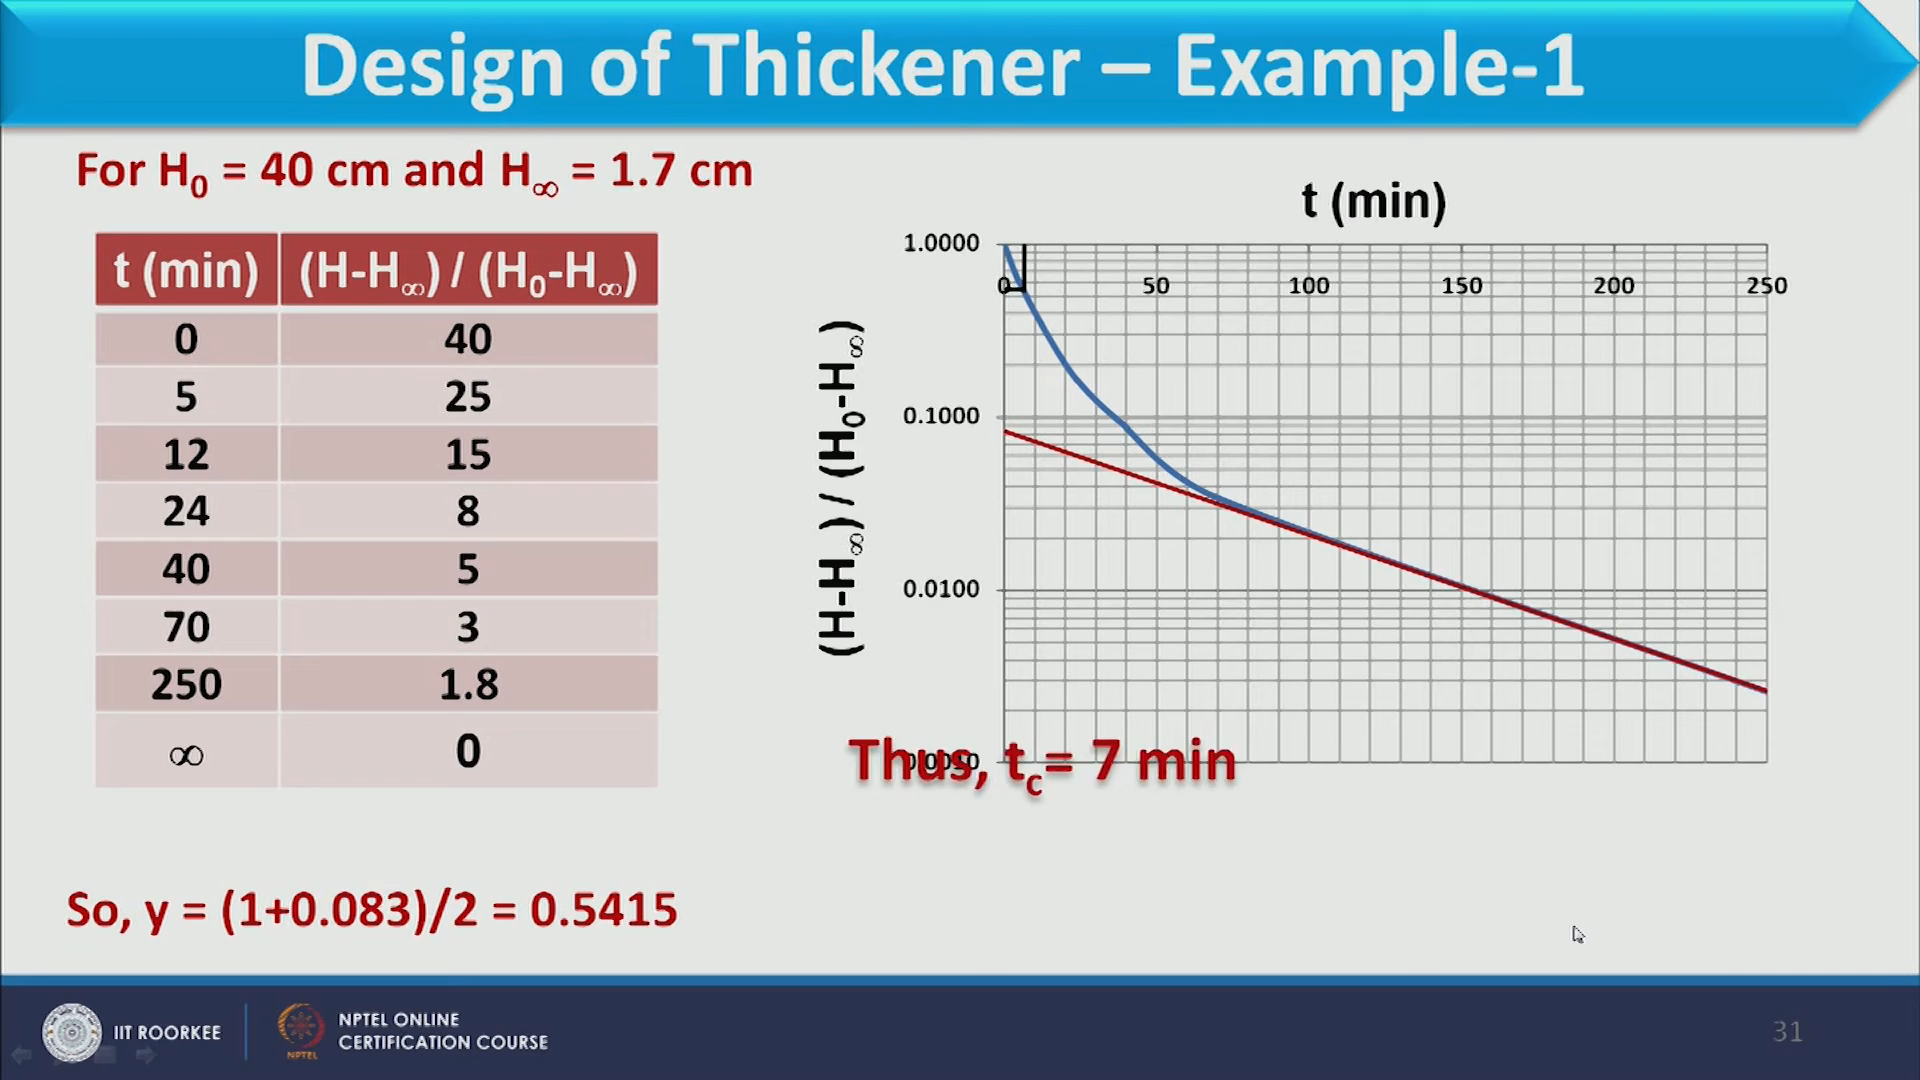 Design of Thickener – Example-1
For H₀ = 40 cm and H∞ = 1.7 cm
t (min) (H-H∞) / (H₀-H∞)
0 40
5 25
12 15
24 8
40 5
70 3
250 1.8
∞ 0
So, y = (1+0.083)/2 = 0.5415
t (min)
(H-H∞) / (H₀-H∞)
1.0000
0 50 100 150 200 250
0.1000
0.0100
0.0010
Thus, t_c= 7 min
IIT ROORKEE
NPTEL
NPTEL ONLINE
CERTIFICATION COURSE
31